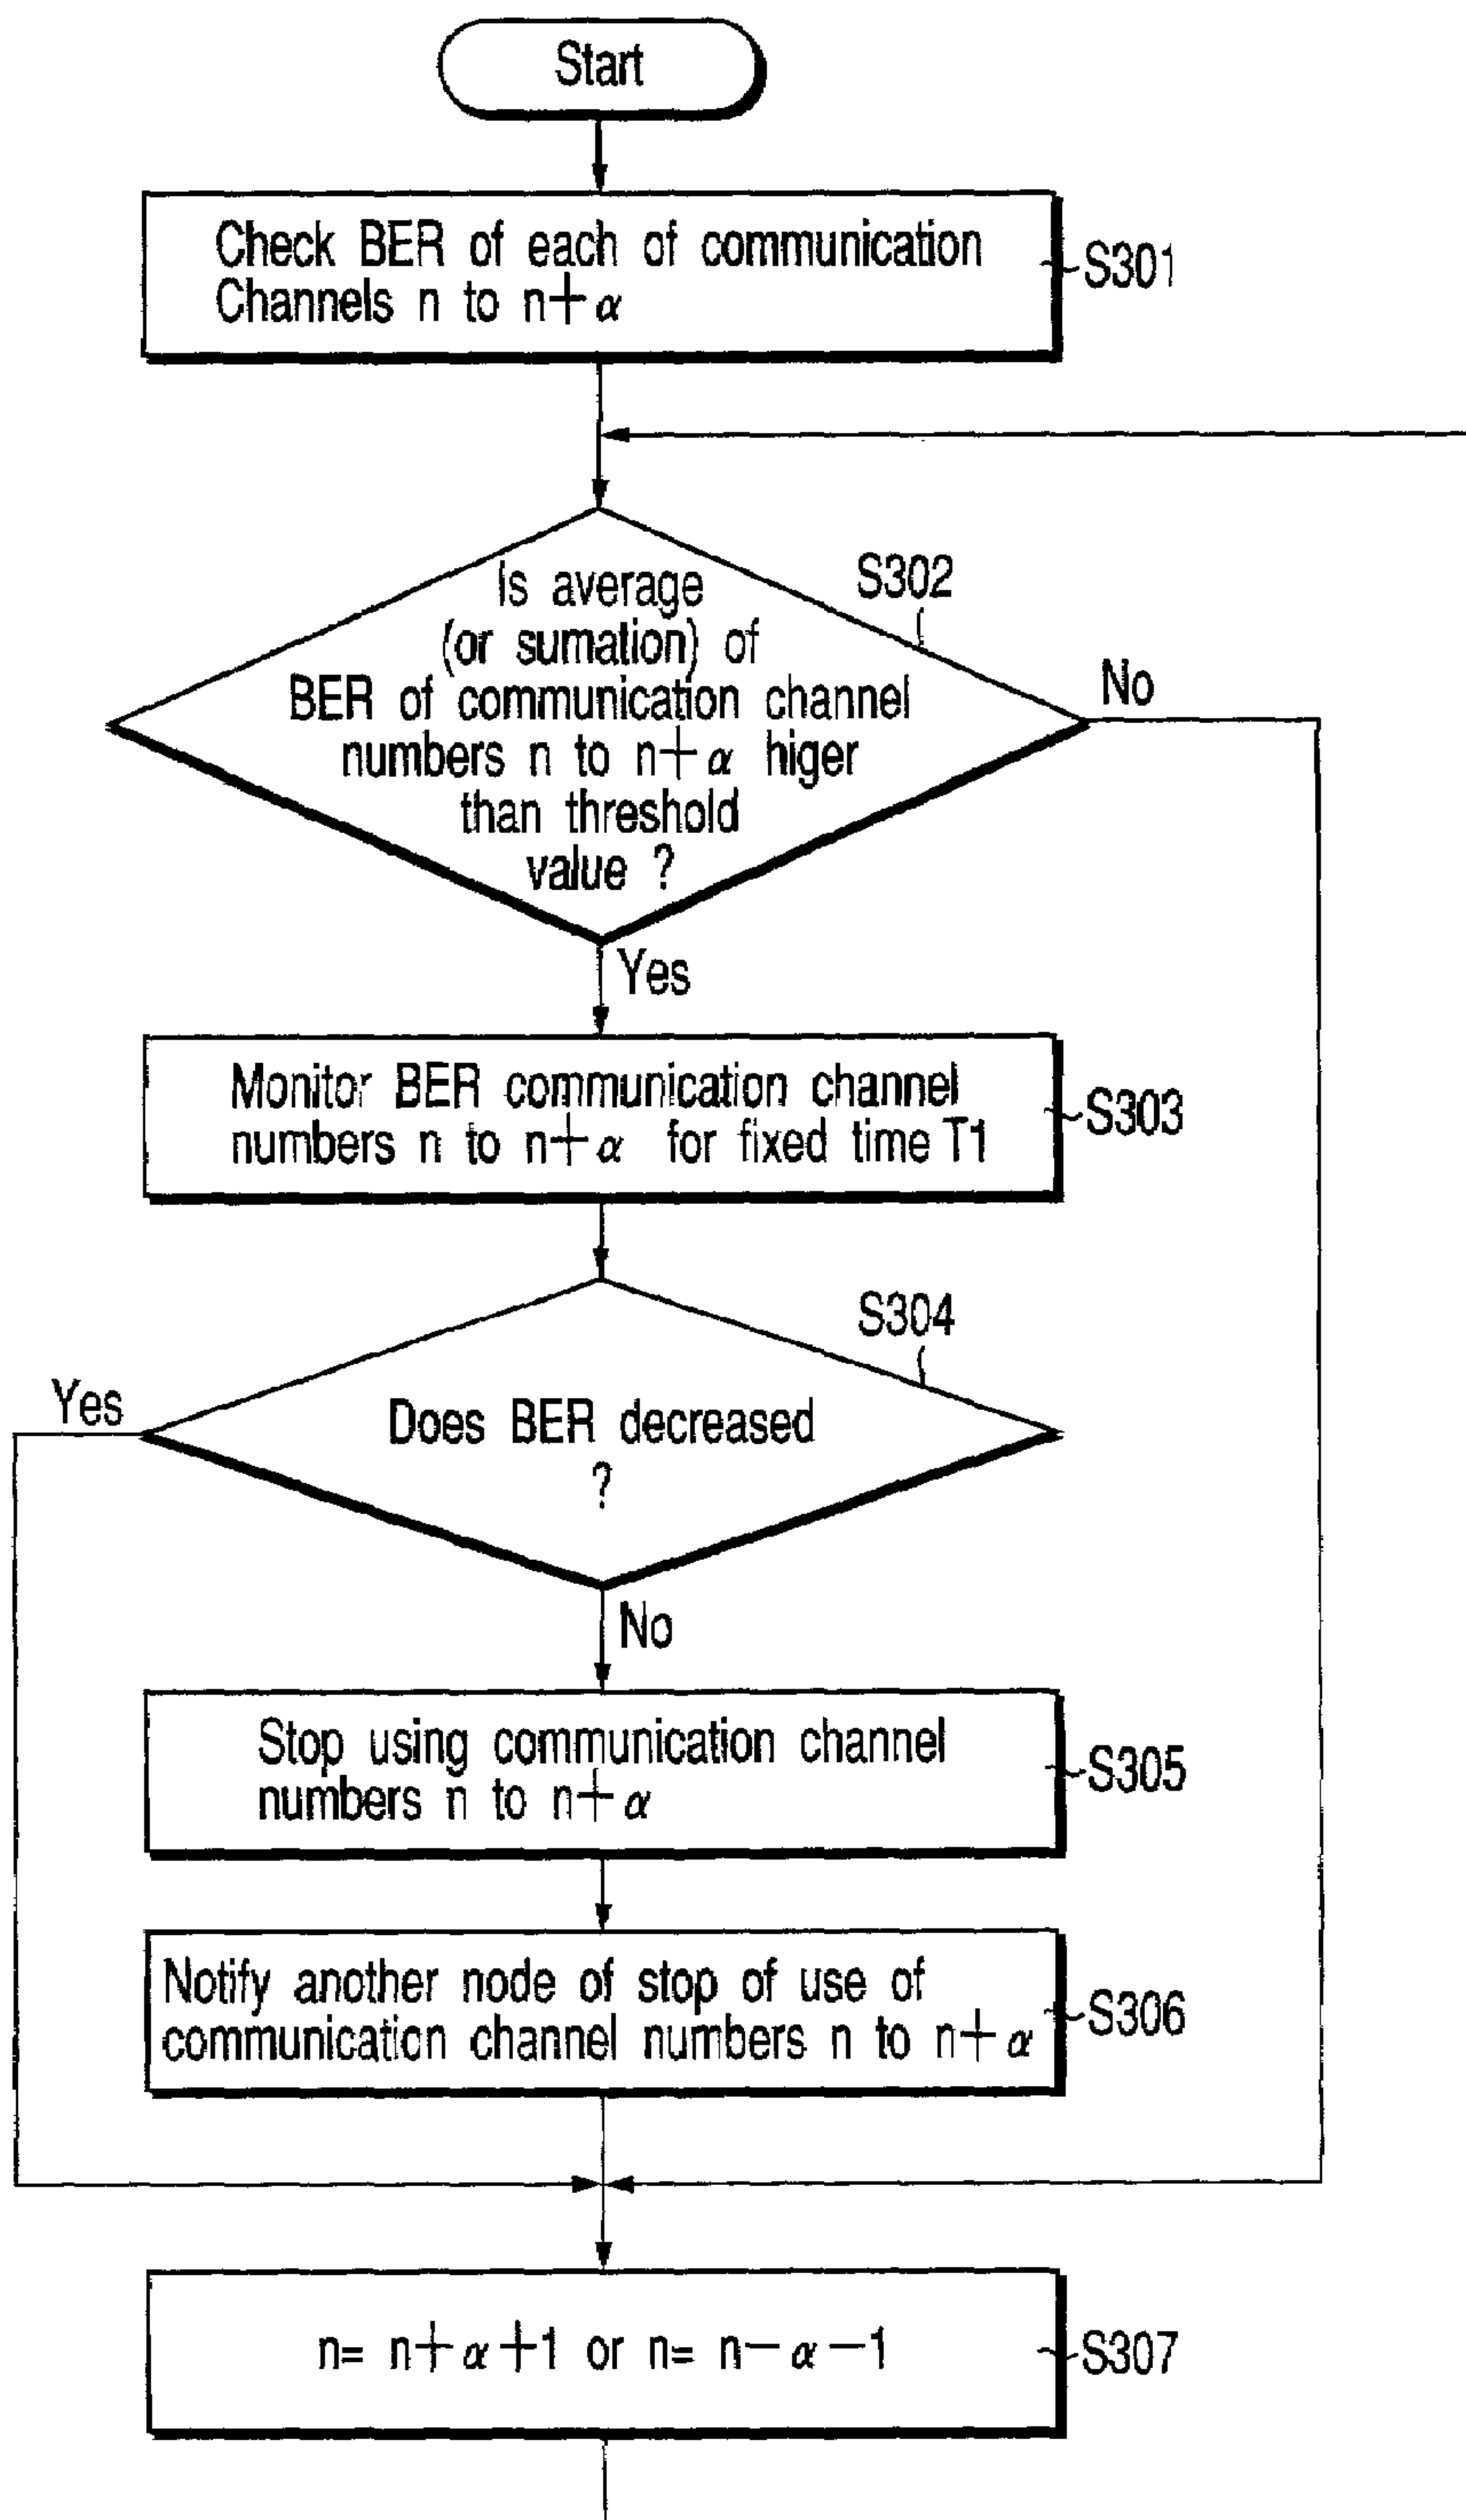 Start
Check BER of each of communication
Channels n to n+α
S301
Is average
(or sumation) of
BER of communication channel
numbers n to n+α higer
than threshold
value ?
S302
No
Yes
Monitor BER communication channel
numbers n to n+α for fixed time T1
S303
S304
Yes
Does BER decreased
?
No
Stop using communication channel
numbers n to n+α
S305
Notify another node of stop of use of
communication channel numbers n to n+α
S306
n= n+α+1 or n= n−α−1
S307